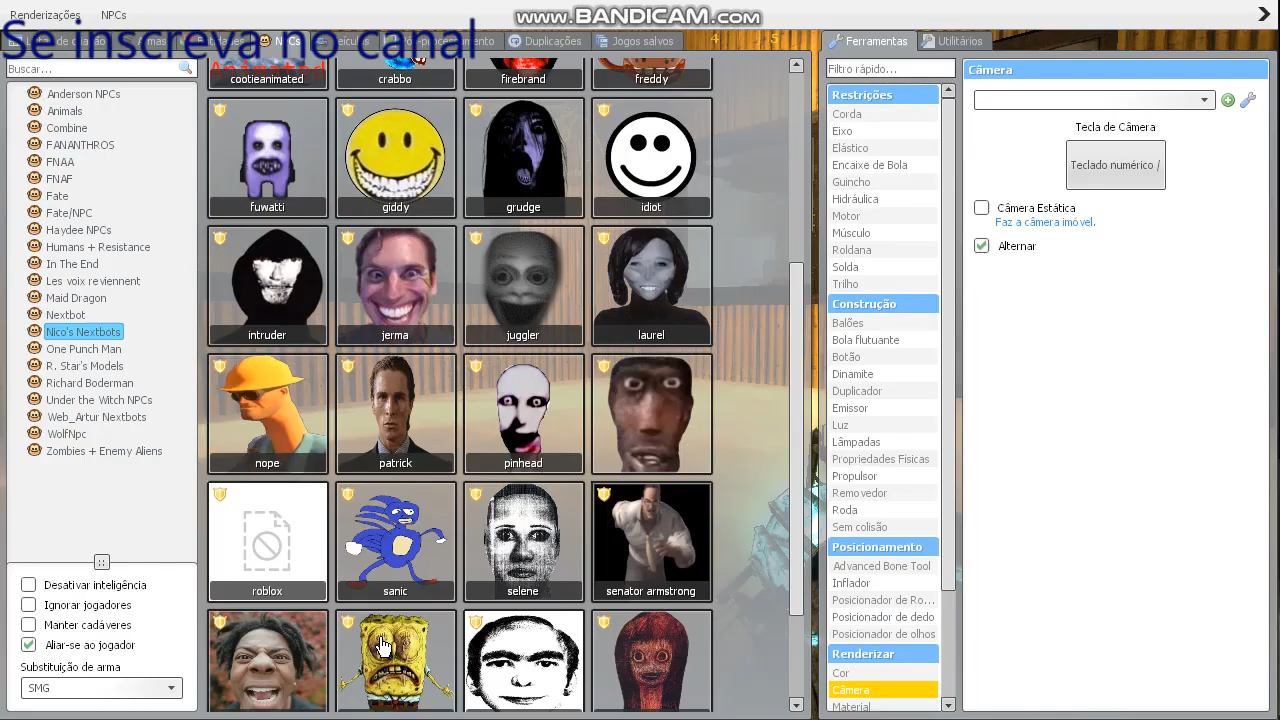 Renderizações NPCs
www.BANDICAM.com
Se inscreva no canal
NPCs
Duplicações
Jogos salvos
4
5
Ferramentas
Utilitários
Buscar...
Animated
Anderson NPCs
Animals
Combine
FANANTHROS
FNAA
FNAF
Fate
Fate/NPC
Haydee NPCs
Humans + Resistance
In The End
Les voix reviennent
Maid Dragon
Nextbot
Nico's Nextbots
One Punch Man
R. Star's Models
Richard Boderman
Under the Witch NPCs
Web_Artur Nextbots
WolfNpc
Zombies + Enemy Aliens
Desativar inteligência
Ignorar jogadores
Manter cadáveres
Aliar-se ao jogador
Substituição de arma
SMG
cootieanimated
crabbo
firebrand
freddy
fuwatti
giddy
grudge
idiot
intruder
jerma
juggler
laurel
nope
patrick
pinhead
roblox
sanic
selene
senator armstrong
Filtro rápido...
Restrições
Corda
Eixo
Elástico
Encaixe de Bola
Guincho
Hidráulica
Motor
Músculo
Roldana
Solda
Trilho
Construção
Balões
Bola flutuante
Botão
Dinamite
Duplicador
Emissor
Luz
Lâmpadas
Propriedades Físicas
Propulsor
Removedor
Roda
Sem colisão
Posicionamento
Advanced Bone Tool
Inflador
Posicionador de Ro...
Posicionador de dedo
Posicionador de olhos
Renderizar
Cor
Câmera
Material
Câmera
Tecla de Câmera
Teclado numérico /
Câmera Estática
Faz a câmera imóvel.
Alternar